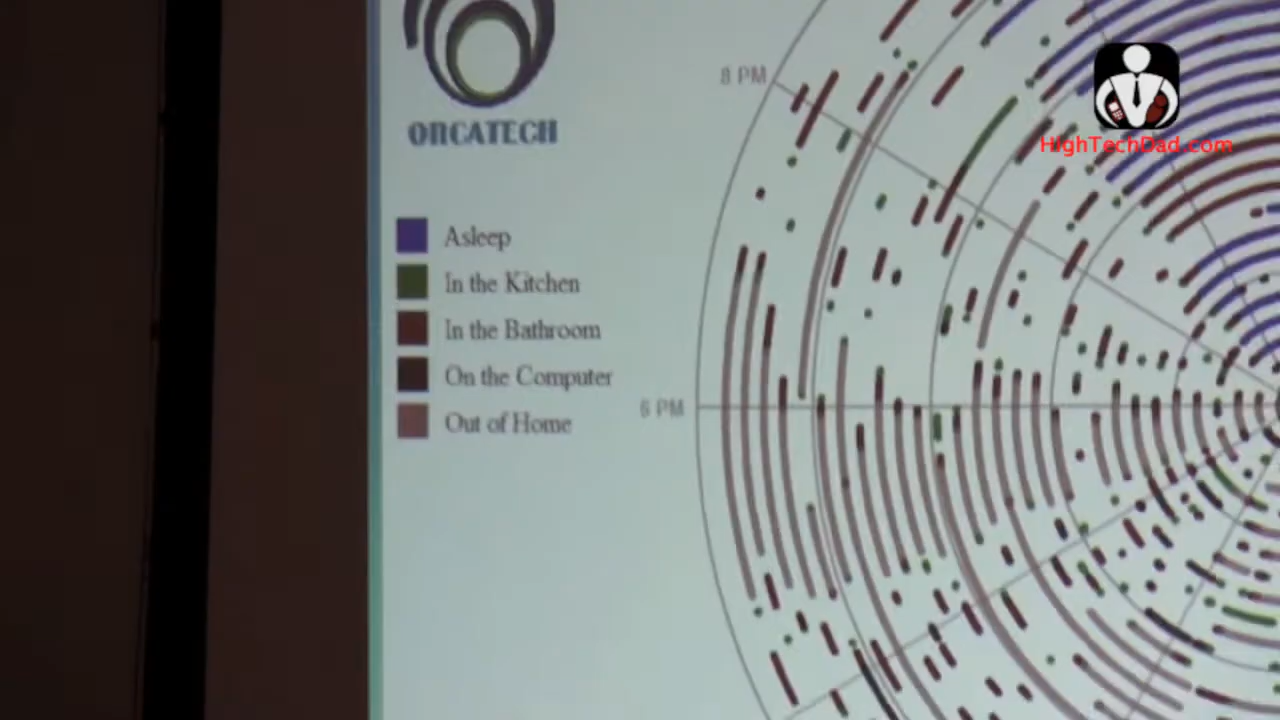 8 PM
HighTechDad.com
ORCATECH
Asleep
In the Kitchen
In the Bathroom
On the Computer
Out of Home
6 PM